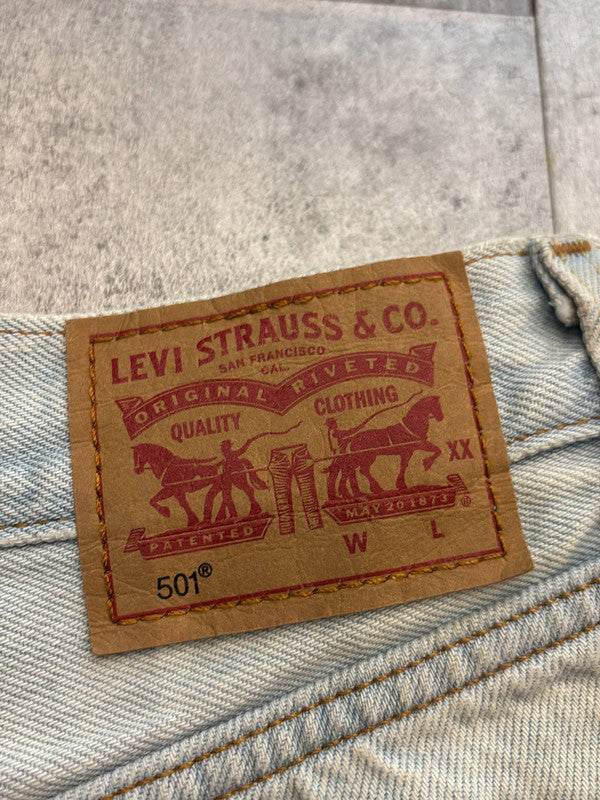 LEVI STRAUSS & CO.
SAN FRANCISCO
CAL.
ORIGINAL RIVETED
QUALITY CLOTHING
XX
PATENTED MAY 20 1873 ®
W L
501®